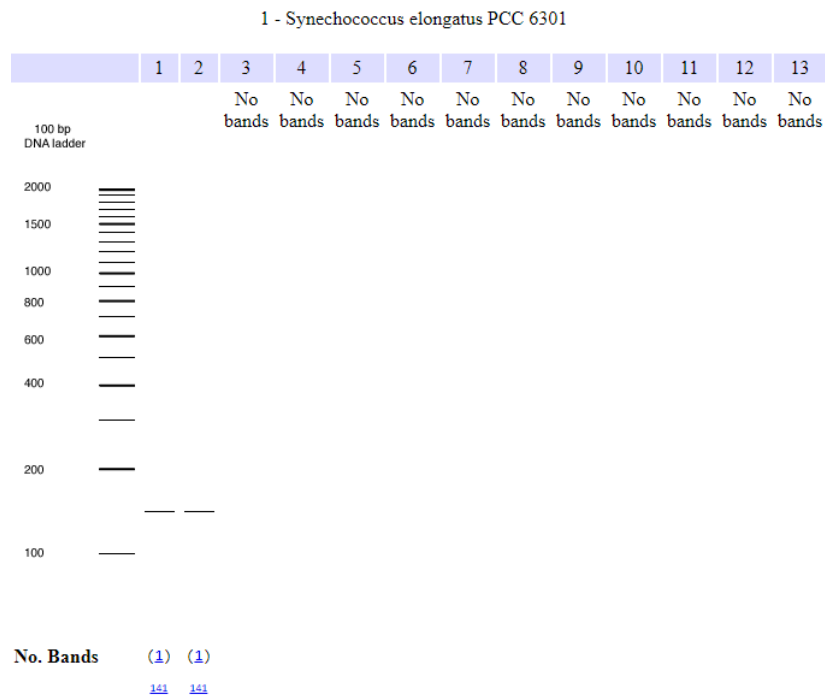 1 - Synechococcus elongatus PCC 6301
1 2 3 4 5 6 7 8 9 10 11 12 13
No No No No No No No No No No No
bands bands bands bands bands bands bands bands bands bands bands
100 bp
DNA ladder
2000
1500
1000
800
600
400
200
100
No. Bands (1) (1)
141 141